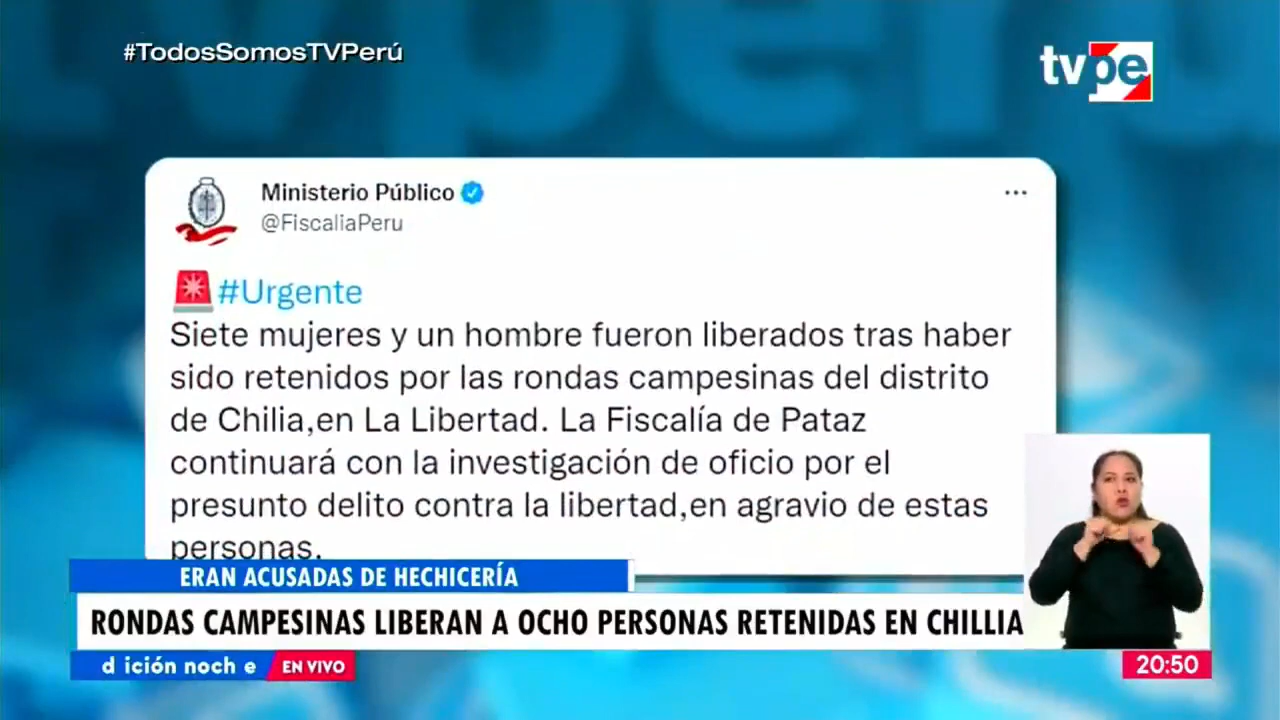 #TodosSomosTVPerú
tvpe
Ministerio Público
@FiscaliaPeru
#Urgente
Siete mujeres y un hombre fueron liberados tras haber
sido retenidos por las rondas campesinas del distrito
de Chilia,en La Libertad. La Fiscalía de Pataz
continuará con la investigación de oficio por el
presunto delito contra la libertad,en agravio de estas
personas.
ERAN ACUSADAS DE HECHICERÍA
RONDAS CAMPESINAS LIBERAN A OCHO PERSONAS RETENIDAS EN CHILLIA
d ición noch e
EN VIVO
20:50